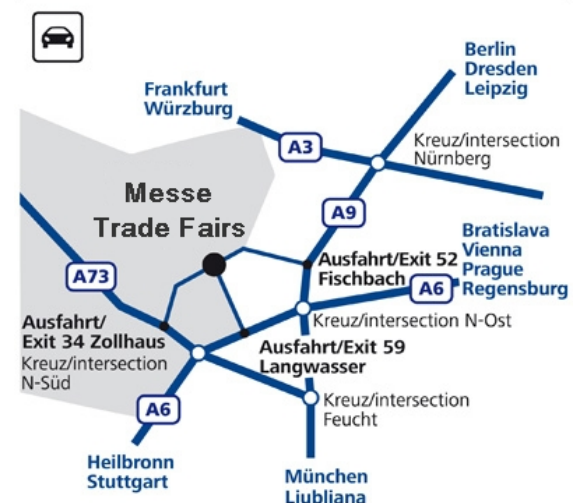 Berlin
Dresden
Leipzig
Frankfurt
Würzburg
A3
Kreuz/intersection
Nürnberg
Messe
Trade Fairs
A9
Bratislava
Vienna
Prague
Regensburg
Ausfahrt/Exit 52
Fischbach
A6
A73
Kreuz/intersection N-Ost
Ausfahrt/
Exit 34 Zollhaus
Kreuz/intersection
N-Süd
Ausfahrt/Exit 59
Langwasser
A6
Kreuz/intersection
Feucht
Heilbronn
Stuttgart
München
Ljubljana